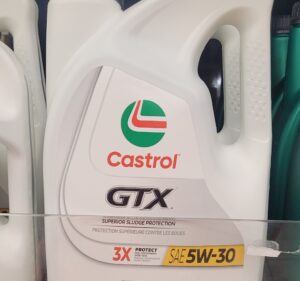 Castrol
GTX
SUPERIOR SLUDGE PROTECTION
PROTECTION SUPÉRIEURE CONTRE LES BOUES
3X PROTECT
SAE 5W-30